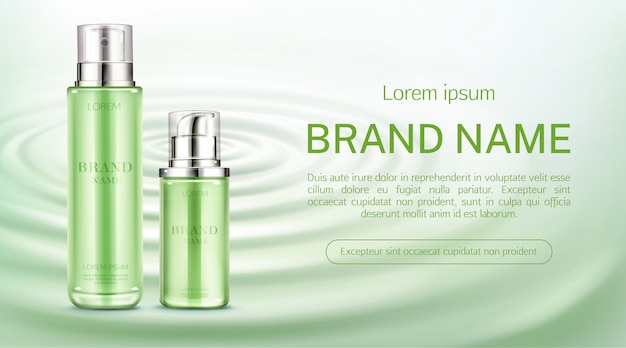 LOREM
BRAND
NAME
LOREM IPSUM
LOREM
BRAND
NAME
Lorem ipsum
BRAND NAME
Duis aute irure dolor in reprehenderit in voluptate velit esse
cillum dolore eu fugiat nulla pariatur. Excepteur sint
occaecat cupidatat non proident, sunt in culpa qui officia
deserunt mollit anim id est laborum.
Excepteur sint occaecat cupidatat non proident